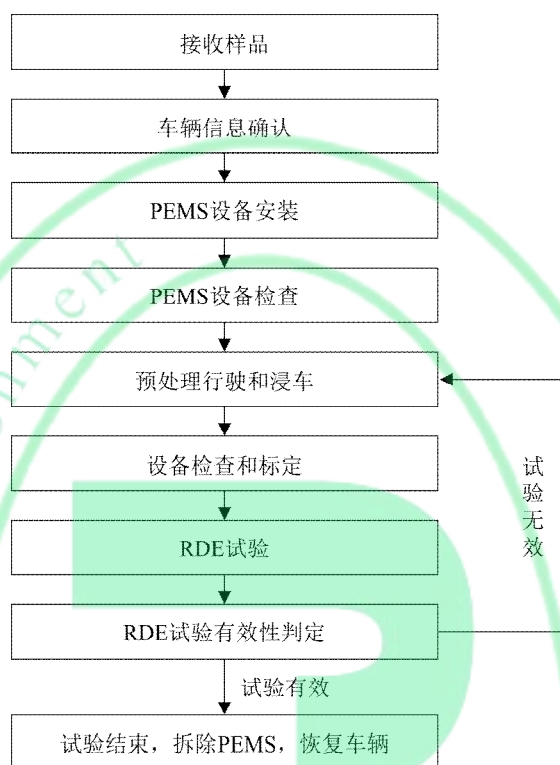 接收样品
车辆信息确认
PEMS设备安装
PEMS设备检查
预处理行驶和浸车
设备检查和标定
RDE试验
RDE试验有效性判定
试验无效
试验有效
试验结束，拆除PEMS，恢复车辆